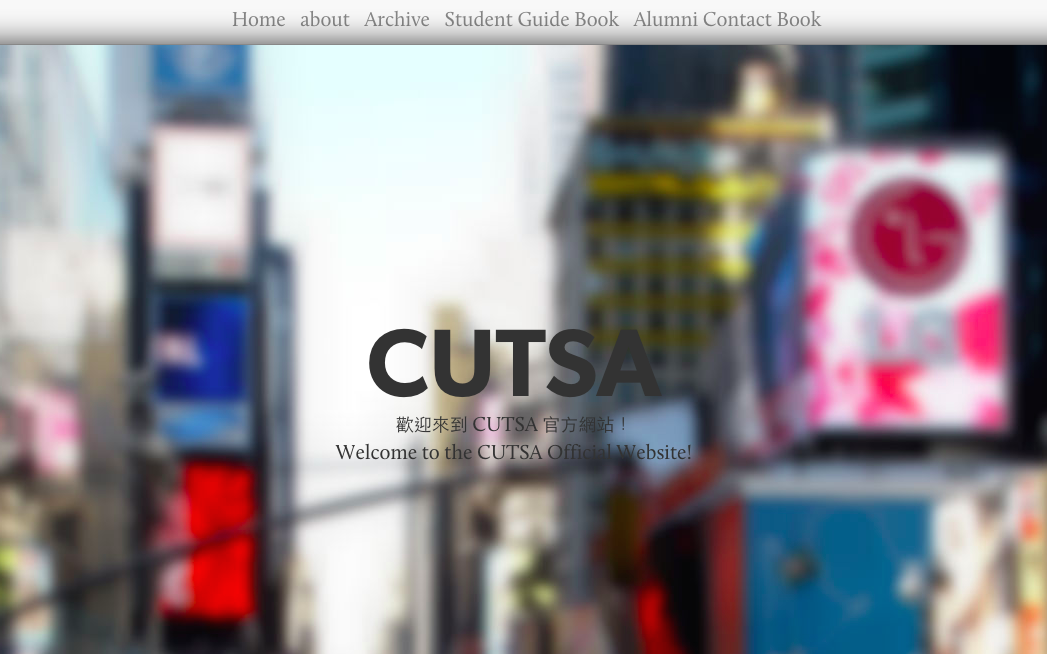 Home about Archive Student Guide Book Alumni Contact Book
CUTSA
歡迎來到 CUTSA 官方網站！
Welcome to the CUTSA Official Website!